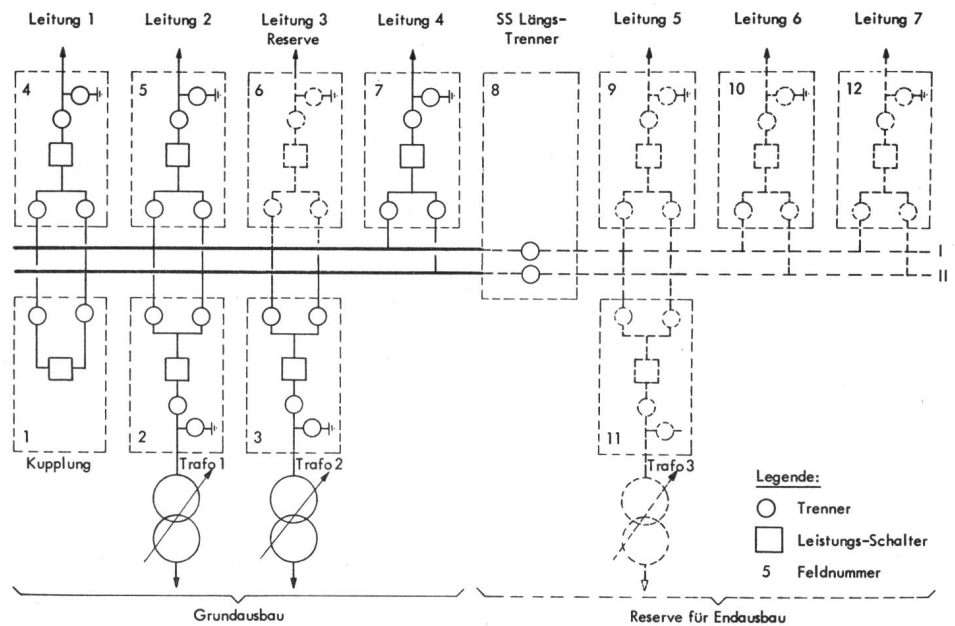 Leitung 1
Leitung 2
Leitung 3
Reserve
Leitung 4
SS Längs-
Trenner
Leitung 5
Leitung 6
Leitung 7
4
5
6
7
8
9
10
12
I
II
1
2
3
11
Kupplung
Trafo 1
Trafo 2
Trafo 3
Legende:
Trenner
Leistungs-Schalter
5 Feldnummer
Grundausbau
Reserve für Endausbau